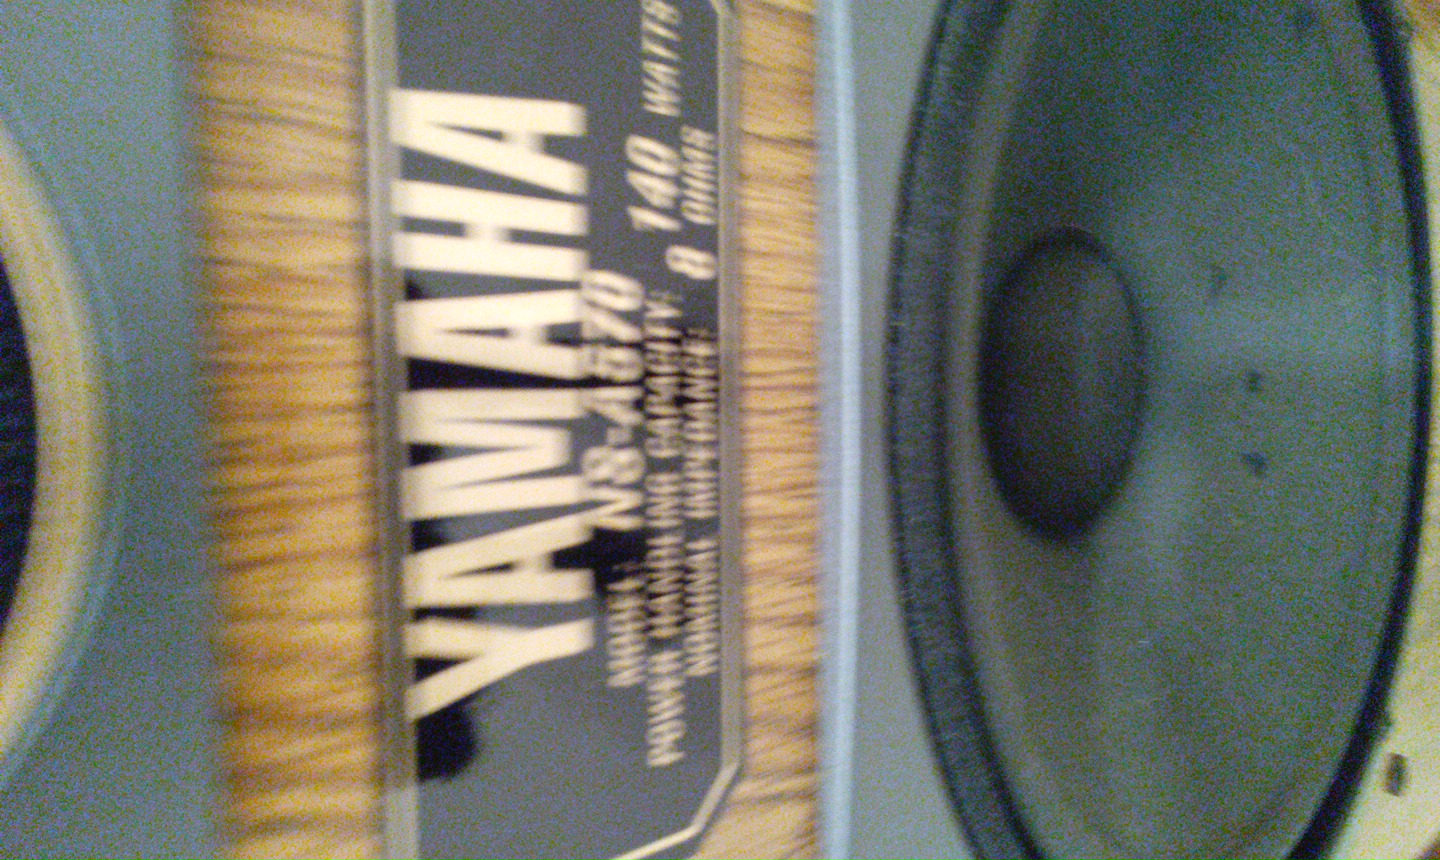 YAMAHA
MODEL: NS-A670
POWER HANDLING CAPACITY: 140 WATTS
NOMINAL IMPEDANCE: 8 OHMS